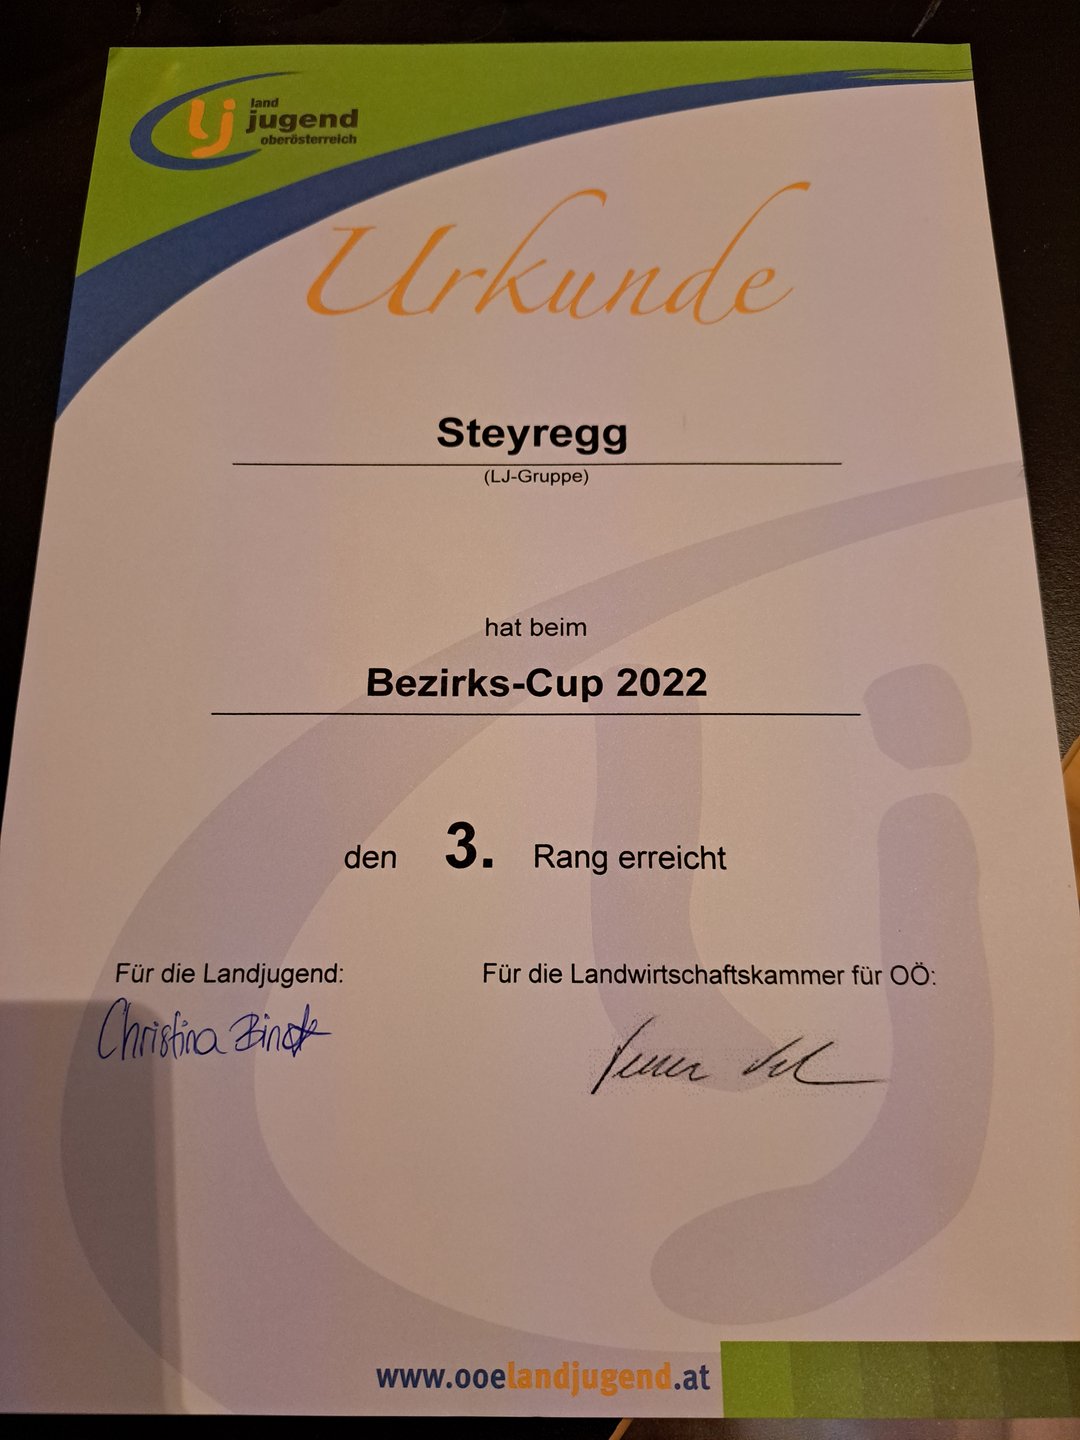 land
jugend
oberösterreich
Urkunde
Steyregg
(LJ-Gruppe)
hat beim
Bezirks-Cup 2022
den 3. Rang erreicht
Für die Landjugend: Für die Landwirtschaftskammer für OÖ:
Christina
www.ooelandjugend.at